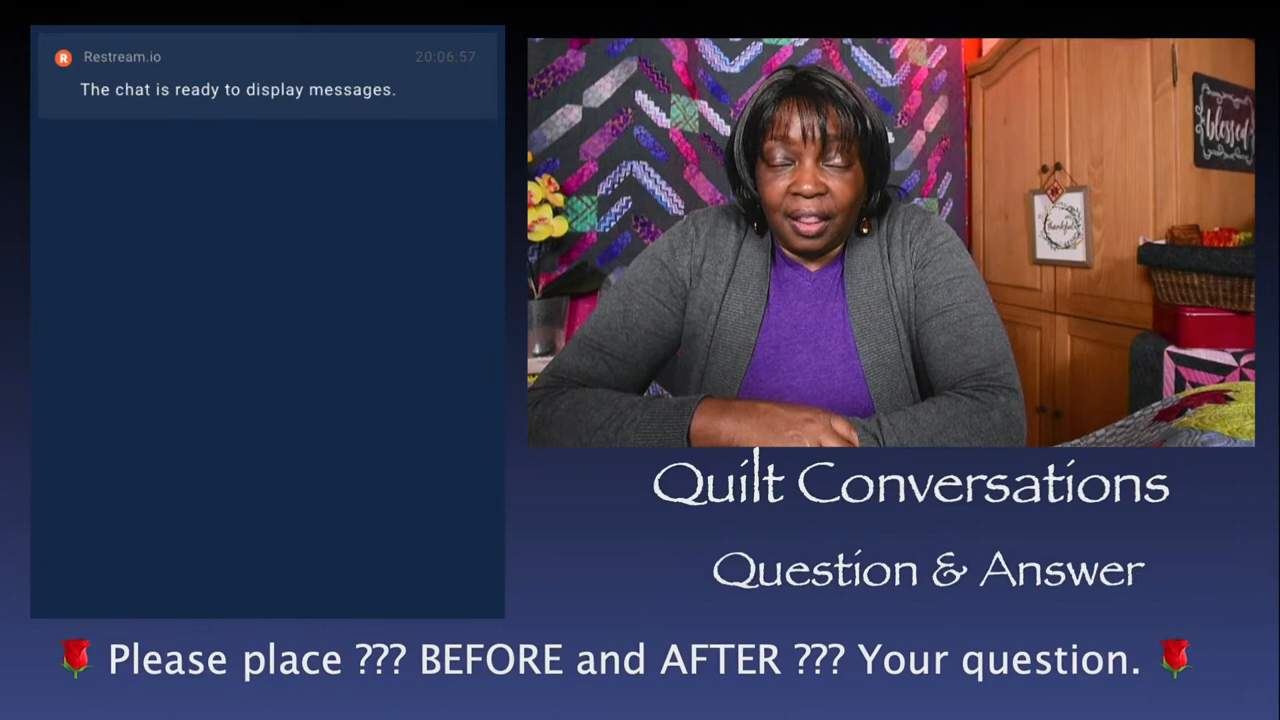 R Restream.io 20:06:57
The chat is ready to display messages.
blessed
thankful
Quilt Conversations
Question & Answer
Please place ??? BEFORE and AFTER ??? Your question.